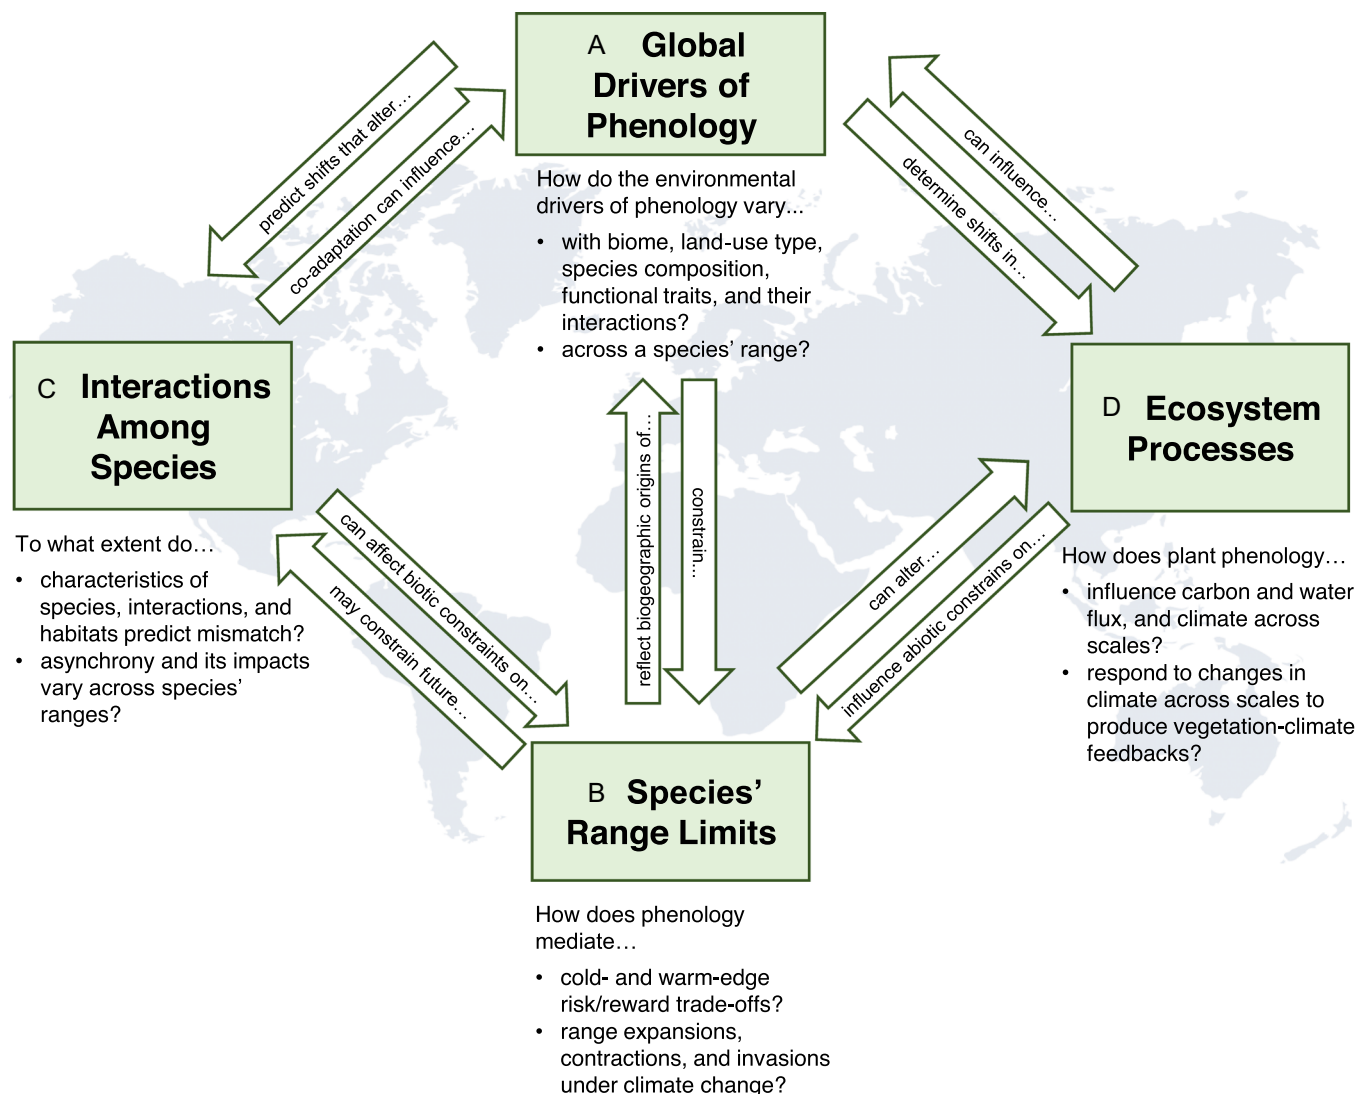 A Global
Drivers of
Phenology
How do the environmental
drivers of phenology vary...
• with biome, land-use type,
species composition,
functional traits, and their
interactions?
• across a species’ range?
predict shifts that alter…
co-adaptation can influence…
can influence…
determine shifts in…
C Interactions
Among
Species
To what extent do…
• characteristics of
species, interactions, and
habitats predict mismatch?
• asynchrony and its impacts
vary across species’
ranges?
D Ecosystem
Processes
How does plant phenology…
• influence carbon and water
flux, and climate across
scales?
• respond to changes in
climate across scales to
produce vegetation-climate
feedbacks?
reflect biogeographic origins of…
constrain…
can affect biotic constraints on…
may constrain future…
can alter…
influence abiotic constrains on…
B Species’
Range Limits
How does phenology
mediate…
• cold- and warm-edge
risk/reward trade-offs?
• range expansions,
contractions, and invasions
under climate change?